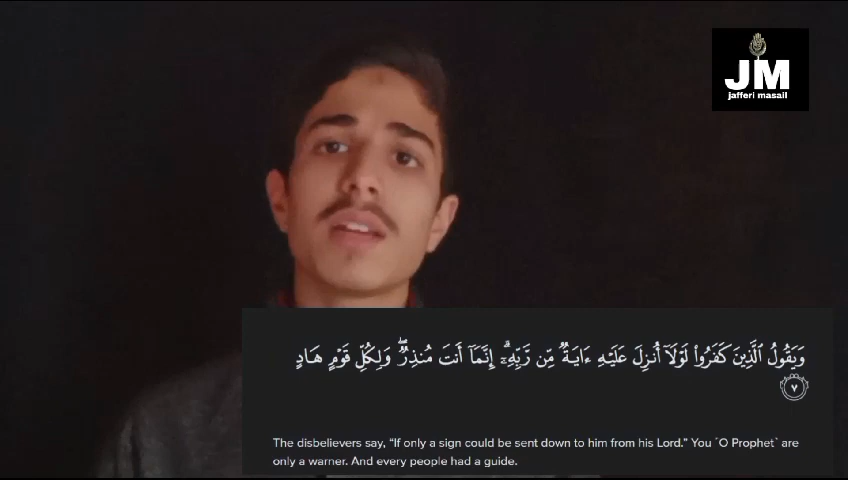 JM
jafferi masail
وَيَقُولُ ٱلَّذِينَ كَفَرُوا۟ لَوْلَآ أُنزِلَ عَلَيْهِ ءَايَةٌۭ مِّن رَّبِّهِۦٓ ۗ إِنَّمَآ أَنتَ مُنذِرٌۭ ۖ وَلِكُلِّ قَوْمٍ هَادٍ
٧
The disbelievers say, “If only a sign could be sent down to him from his Lord.” You ˹O Prophet˺ are
only a warner. And every people had a guide.